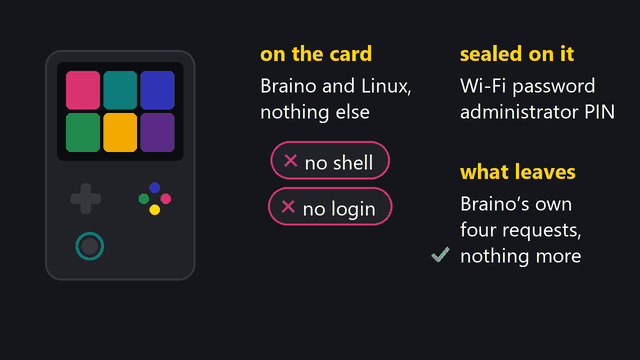 on the card
Braino and Linux,
nothing else
no shell
no login
sealed on it
Wi-Fi password
administrator PIN
what leaves
Braino’s own
four requests,
nothing more